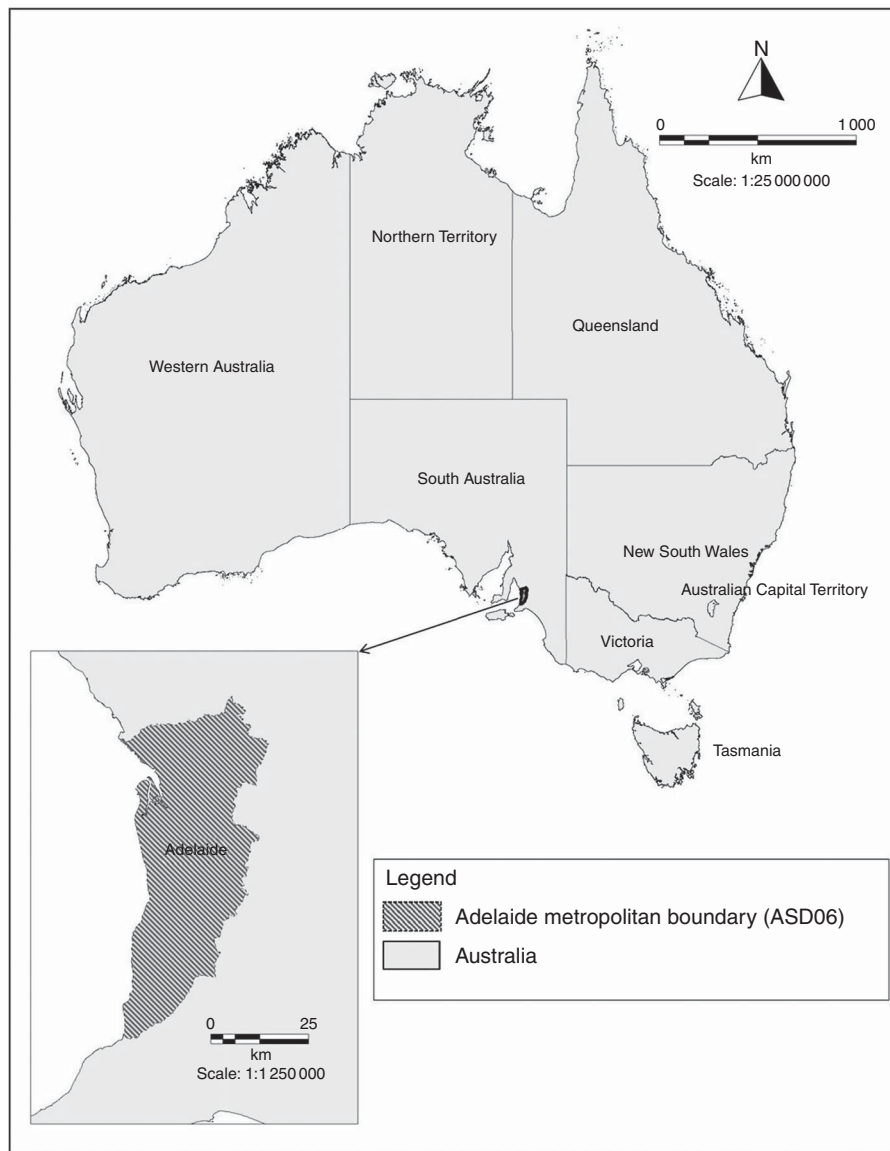 N
0 1 000
km
Scale: 1:25 000 000
Northern Territory
Queensland
Western Australia
South Australia
New South Wales
Australian Capital Territory
Victoria
Tasmania
Adelaide
0 25
km
Scale: 1:1 250 000
Legend
Adelaide metropolitan boundary (ASD06)
Australia